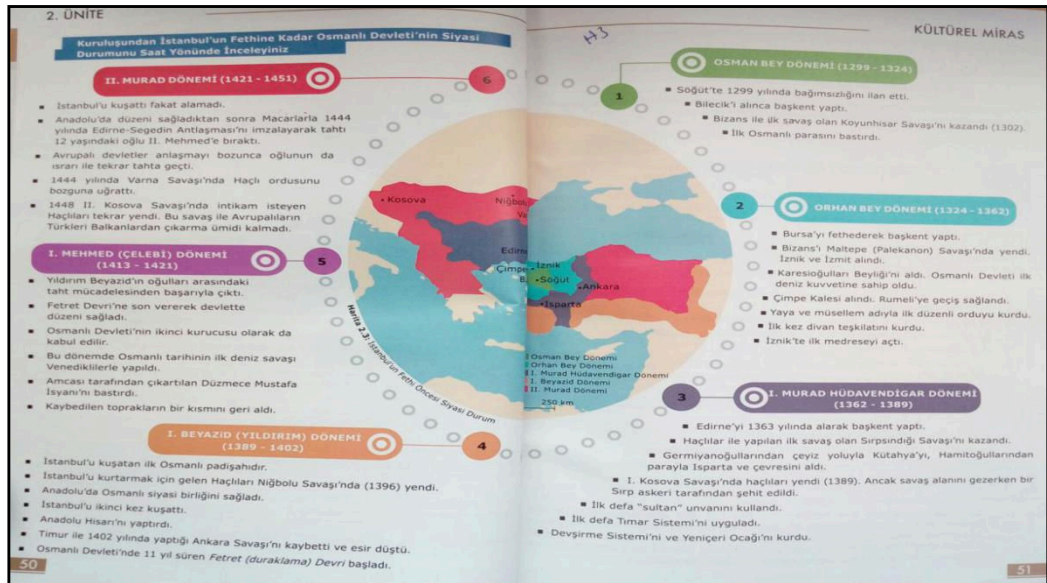 2. ÜNİTE
Kuruluşundan İstanbul'un Fethine Kadar Osmanlı Devleti'nin Siyasi
Durumunu Saat Yönünde İnceleyiniz
II. MURAD DÖNEMİ (1421 - 1451)
6
▪ İstanbul'u kuşattı fakat alamadı.
▪ Anadolu'da düzeni sağladıktan sonra Macarlarla 1444
yılında Edirne-Segedin Antlaşması'nı imzalayarak tahtı
12 yaşındaki oğlu II. Mehmed'e bıraktı.
▪ Avrupalı devletler anlaşmayı bozunca oğlunun da
ısrarı ile tekrar tahta geçti.
▪ 1444 yılında Varna Savaşı'nda Haçlı ordusunu
bozguna uğrattı.
▪ 1448 II. Kosova Savaşı'nda intikam isteyen
Haçlıları tekrar yendi. Bu savaş ile Avrupalıların
Türkleri Balkanlardan çıkarma ümidi kalmadı.
I. MEHMED (ÇELEBİ) DÖNEMİ
(1413 - 1421)
5
▪ Yıldırım Beyazid'ın oğulları arasındaki
taht mücadelesinden başarıyla çıktı.
▪ Fetret Devri'ne son vererek devlette
düzeni sağladı.
▪ Osmanlı Devleti'nin ikinci kurucusu olarak da
kabul edilir.
▪ Bu dönemde Osmanlı tarihinin ilk deniz savaşı
Venediklilerle yapıldı.
▪ Amcası tarafından çıkartılan Düzmece Mustafa
İsyanı'nı bastırdı.
▪ Kaybedilen toprakların bir kısmını geri aldı.
I. BEYAZİD (YILDIRIM) DÖNEMİ
(1389 - 1402)
4
▪ İstanbul'u kuşatan ilk Osmanlı padişahıdır.
▪ İstanbul'u kurtarmak için gelen Haçlıları Niğbolu Savaşı'nda (1396) yendi.
▪ Anadolu'da Osmanlı siyasi birliğini sağladı.
▪ İstanbul'u ikinci kez kuşattı.
▪ Anadolu Hisarı'nı yaptırdı.
▪ Timur ile 1402 yılında yaptığı Ankara Savaşı'nı kaybetti ve esir düştü.
▪ Osmanlı Devleti'nde 11 yıl süren Fetret (duraklama) Devri başladı.
50
Kosova
Niğbolu
Edirne
Çimpe
İznik
Söğüt
Ankara
Isparta
Harita 2.3: İstanbul'un Fethi Öncesi Siyasi Durum
Osman Bey Dönemi
Orhan Bey Dönemi
I. Murad Hüdavendigar Dönemi
I. Beyazid Dönemi
II. Murad Dönemi
250 km
KÜLTÜREL MİRAS
1
OSMAN BEY DÖNEMİ (1299 - 1324)
▪ Söğüt'te 1299 yılında bağımsızlığını ilan etti.
▪ Bilecik'i alınca başkent yaptı.
▪ Bizans ile ilk savaş olan Koyunhisar Savaşı'nı kazandı (1302).
▪ İlk Osmanlı parasını bastırdı.
2
ORHAN BEY DÖNEMİ (1324 - 1362)
▪ Bursa'yı fethederek başkent yaptı.
▪ Bizans'ı Maltepe (Palekanon) Savaşı'nda yendi.
İznik ve İzmit alındı.
▪ Karesioğulları Beyliği'ni aldı. Osmanlı Devleti ilk
deniz kuvvetine sahip oldu.
▪ Çimpe Kalesi alındı. Rumeli'ye geçiş sağlandı.
▪ Yaya ve müsellem adıyla ilk düzenli orduyu kurdu.
▪ İlk kez divan teşkilatını kurdu.
▪ İznik'te ilk medreseyi açtı.
3
I. MURAD HÜDAVENDİGAR DÖNEMİ
(1362 - 1389)
▪ Edirne'yi 1363 yılında alarak başkent yaptı.
▪ Haçlılar ile yapılan ilk savaş olan Sırpsındığı Savaşı'nı kazandı.
▪ Germiyanoğullarından çeyiz yoluyla Kütahya'yı, Hamitoğullarından
parayla Isparta ve çevresini aldı.
▪ I. Kosova Savaşı'nda haçlıları yendi (1389). Ancak savaş alanını gezerken bir
Sırp askeri tarafından şehit edildi.
▪ İlk defa "sultan" unvanını kullandı.
▪ İlk defa Tımar Sistemi'ni uyguladı.
▪ Devşirme Sistemi'ni ve Yeniçeri Ocağı'nı kurdu.
51